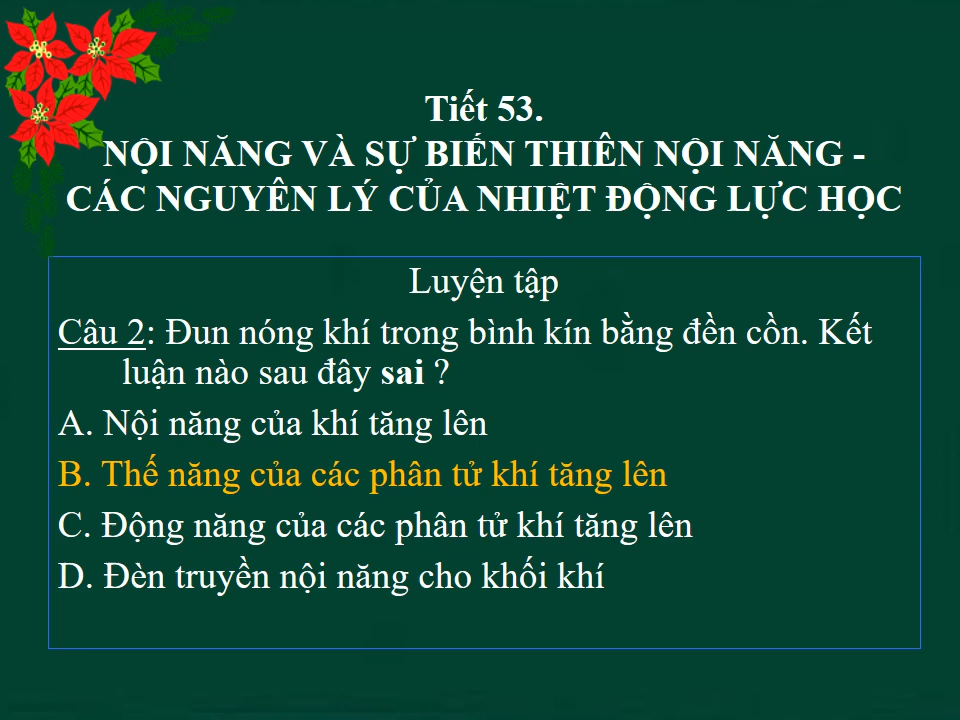 Tiết 53.
NỘI NĂNG VÀ SỰ BIẾN THIÊN NỘI NĂNG -
CÁC NGUYÊN LÝ CỦA NHIỆT ĐỘNG LỰC HỌC
Luyện tập
Câu 2: Đun nóng khí trong bình kín bằng đền cồn. Kết
luận nào sau đây sai ?
A. Nội năng của khí tăng lên
B. Thế năng của các phân tử khí tăng lên
C. Động năng của các phân tử khí tăng lên
D. Đèn truyền nội năng cho khối khí